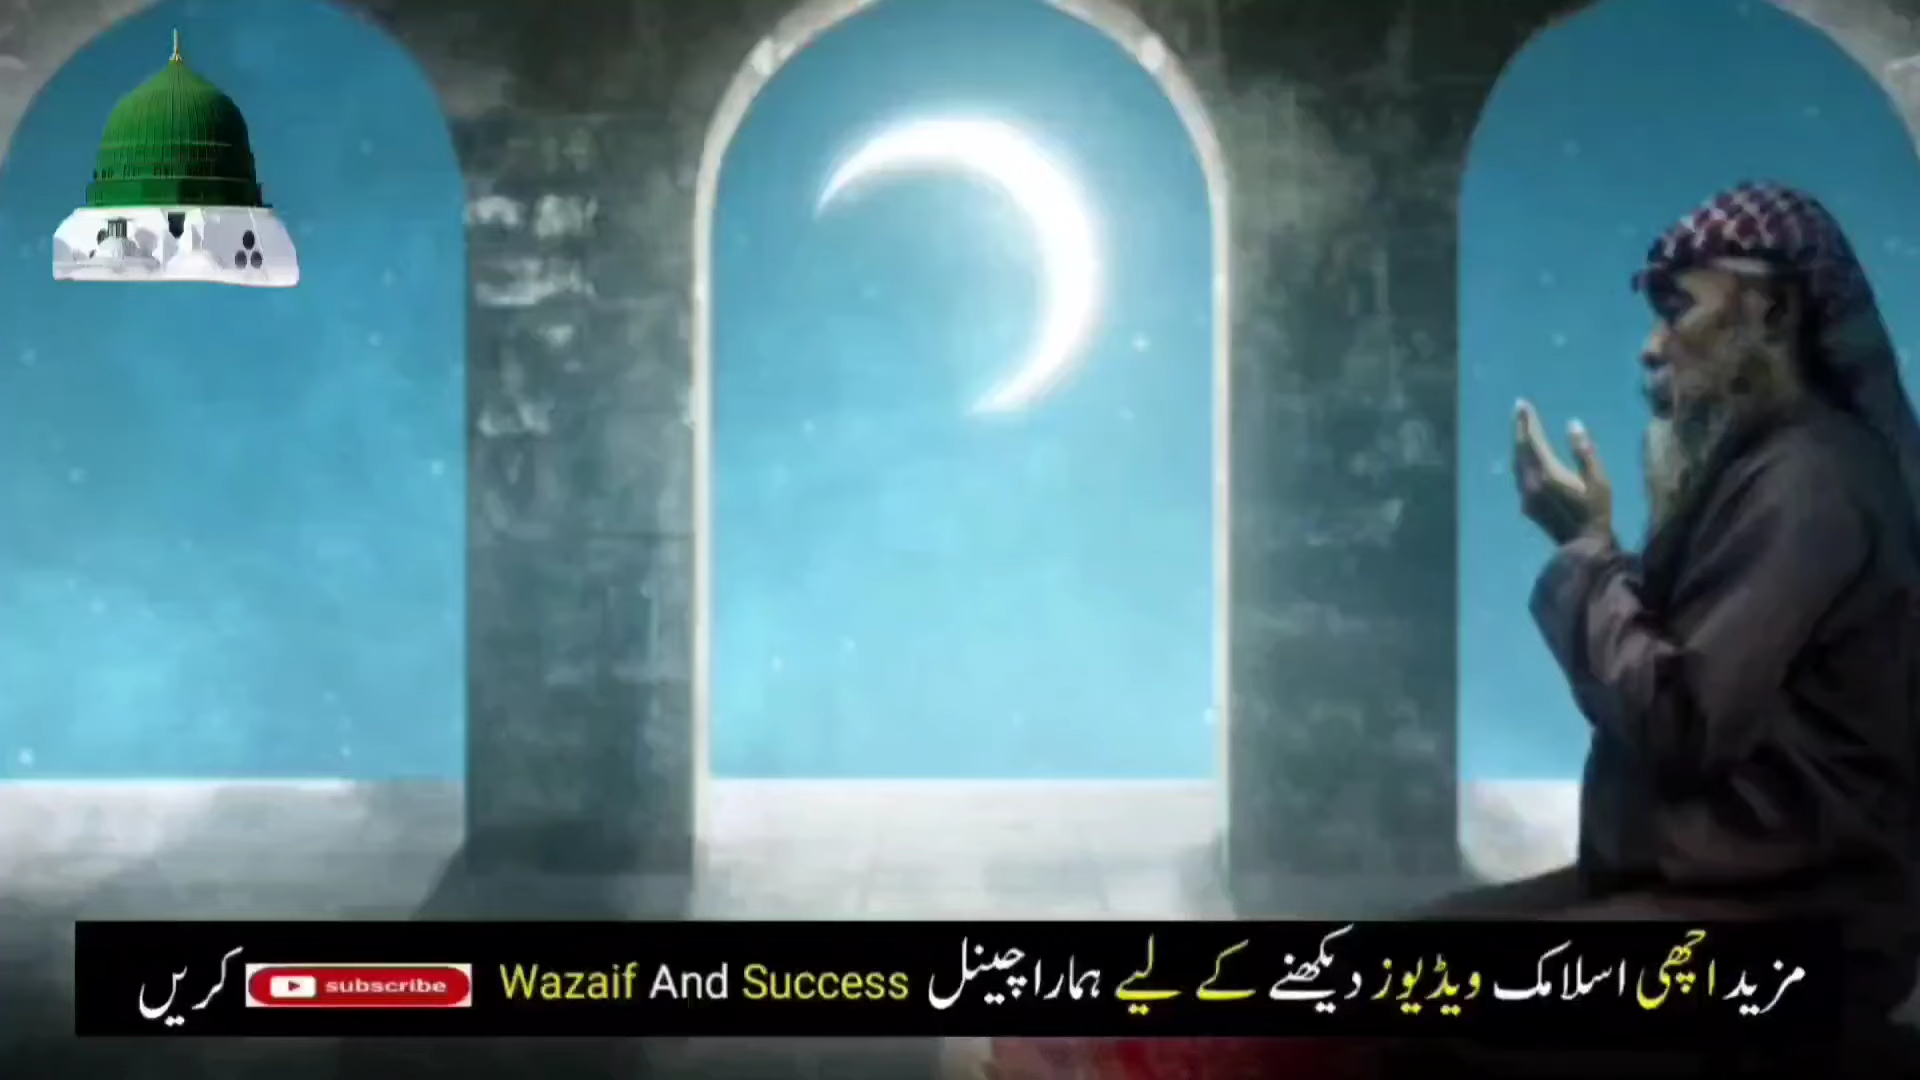 مزید اچھی اسلامک ویڈیوز دیکھنے کے لیے ہمارا چینل Wazaif And Success subscribe کریں